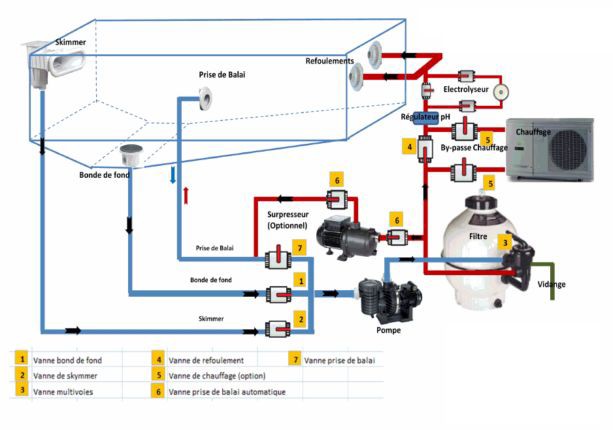 Skimmer
Refoulements
Prise de Balai
Electrolyseur
Régulateur pH
Chauffage
5
4
By-passe Chauffage
Bonde de fond
6
5
Surpresseur
(Optionnel)
6
Filtre
3
Prise de Balai
7
Bonde de fond
1
Vidange
Skimmer
2
Pompe
1 Vanne bond de fond
4 Vanne de refoulement
7 Vanne prise de balai
2 Vanne de skymmer
5 Vanne de chauffage (option)
3 Vanne multivoies
6 Vanne prise de balai automatique